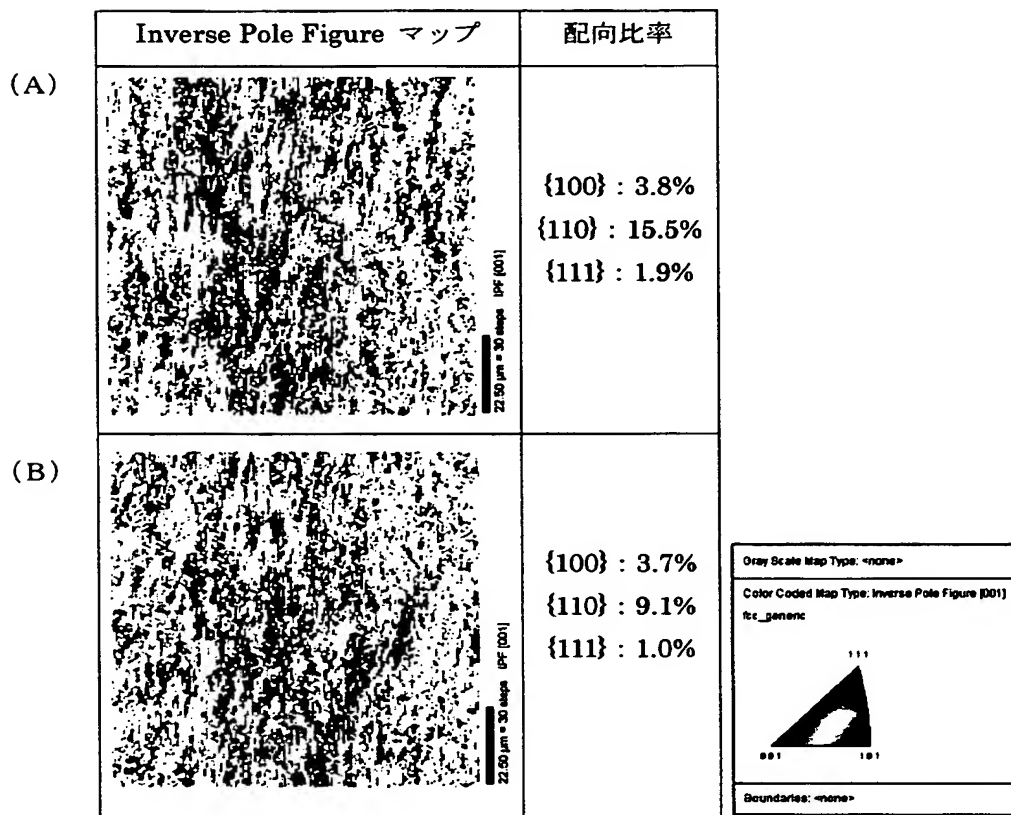 Inverse Pole Figure マップ
配向比率
(A)
22.50 µm = 30 steps IPF [001]
{100} : 3.8%
{110} : 15.5%
{111} : 1.9%
(B)
22.50 µm = 30 steps IPF [001]
{100} : 3.7%
{110} : 9.1%
{111} : 1.0%
Gray Scale Map Type: <none>
Color Coded Map Type: Inverse Pole Figure [001]
fcc_generic
111
001
101
Boundaries: <none>